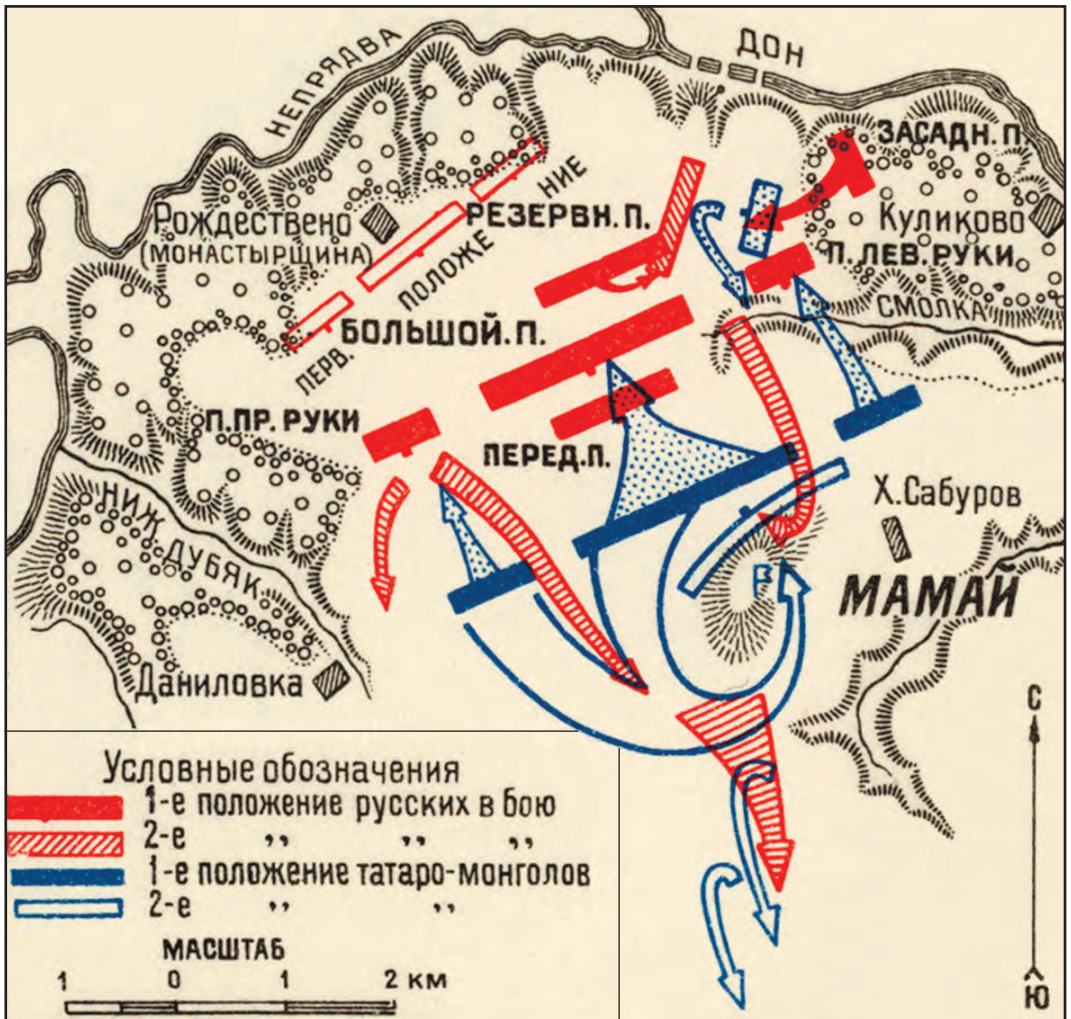 НЕПРЯДВА
ДОН
ЗАСАДН. П.
Рождествено
(МОНАСТЫРЩИНА)
РЕЗЕРВН. П.
Куликово
П. ЛЕВ. РУКИ
СМОЛКА
ПЕРВ. ПОЛОЖЕНИЕ
БОЛЬШОЙ. П.
П. ПР. РУКИ
ПЕРЕД. П.
Х. Сабуров
НИЖ. ДУБЯК
МАМАЙ
Даниловка
С
Ю
Условные обозначения
1-е положение русских в бою
2-е ,, ,, ,,
1-е положение татаро-монголов
2-е ,, ,,
МАСШТАБ
1 0 1 2 км